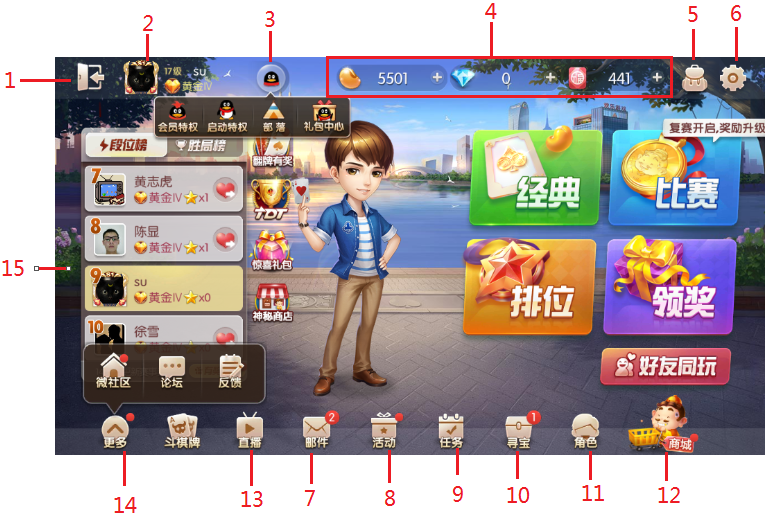 4
3
5
6
2
1
17级 su
黄金IV
5501
0
441
会员特权 启动特权 部落 礼包中心
复赛开启,奖励升级
段位榜 胜局榜
翻牌有奖
7
黄志虎
黄金IV x1
经典
比赛
8
陈显
黄金IV x1
惊喜礼包
15
9
su
黄金IV x0
排位
领奖
神秘商店
10
徐雪
好友同玩
微社区 论坛 反馈
更多
斗棋牌
直播
2
邮件
活动
任务
1
寻宝
角色
商城
14
13
7
8
9
10
11
12